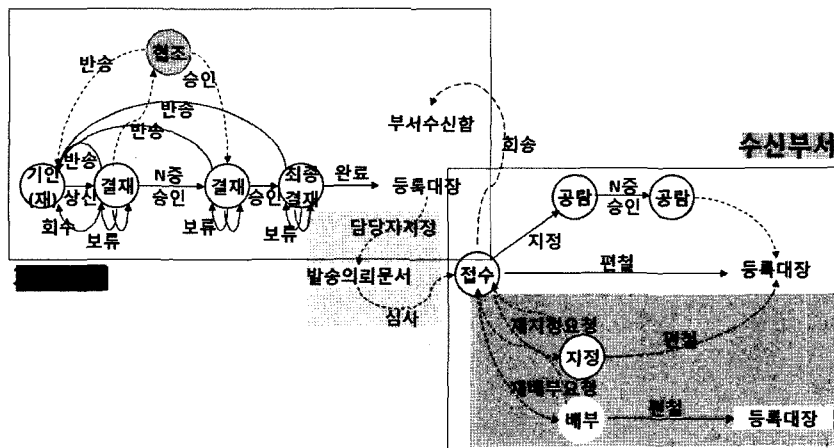 협조
반송
승인
반송
반송
부서수신함
회송
수신부서
기안
(재)
반송
상신
결재
N중
승인
결재
승인
최종
결재
완료
등록대장
회수
보류
보류
보류
담당자지정
공람
N중
승인
공람
지정
발송의뢰문서
접수
편철
등록대장
심사
재지정요청
지정
편철
재배부요청
배부
편철
등록대장